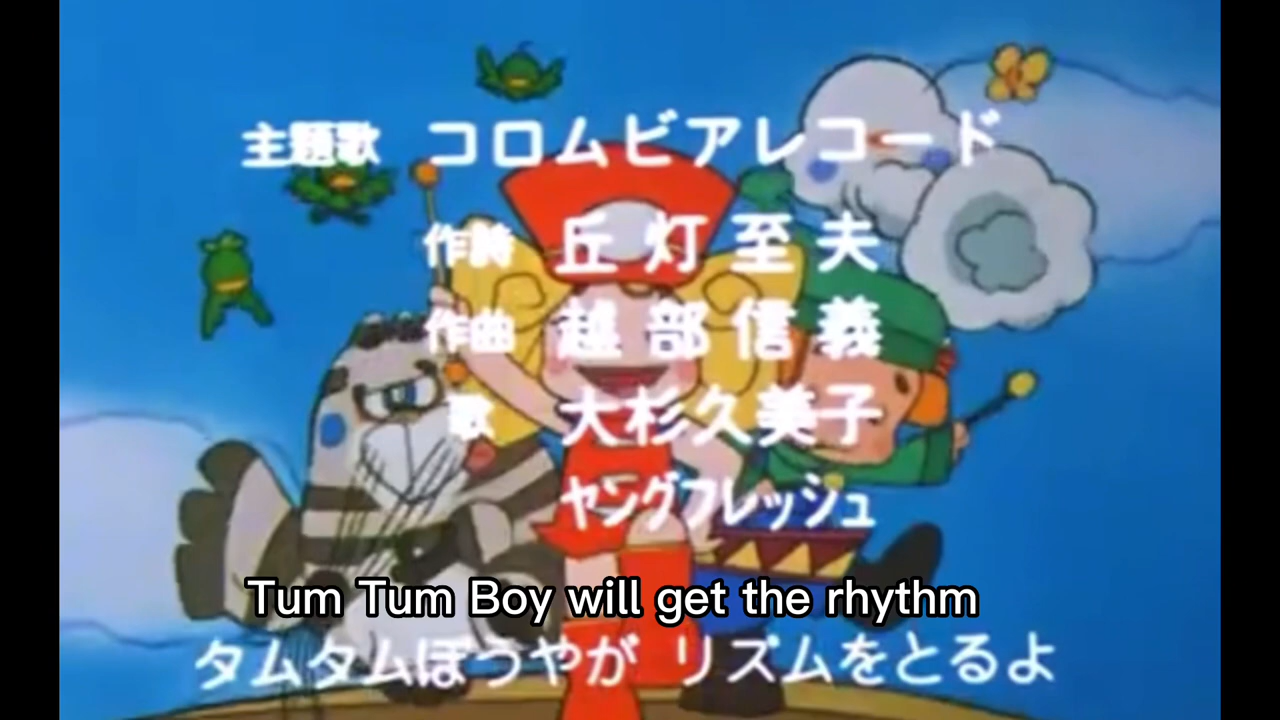 主題歌 コロムビアレコード
作詩 丘灯至夫
作曲 越部信義
歌 大杉久美子
ヤングフレッシュ
Tum Tum Boy will get the rhythm
タムタムぼうやが リズムをとるよ